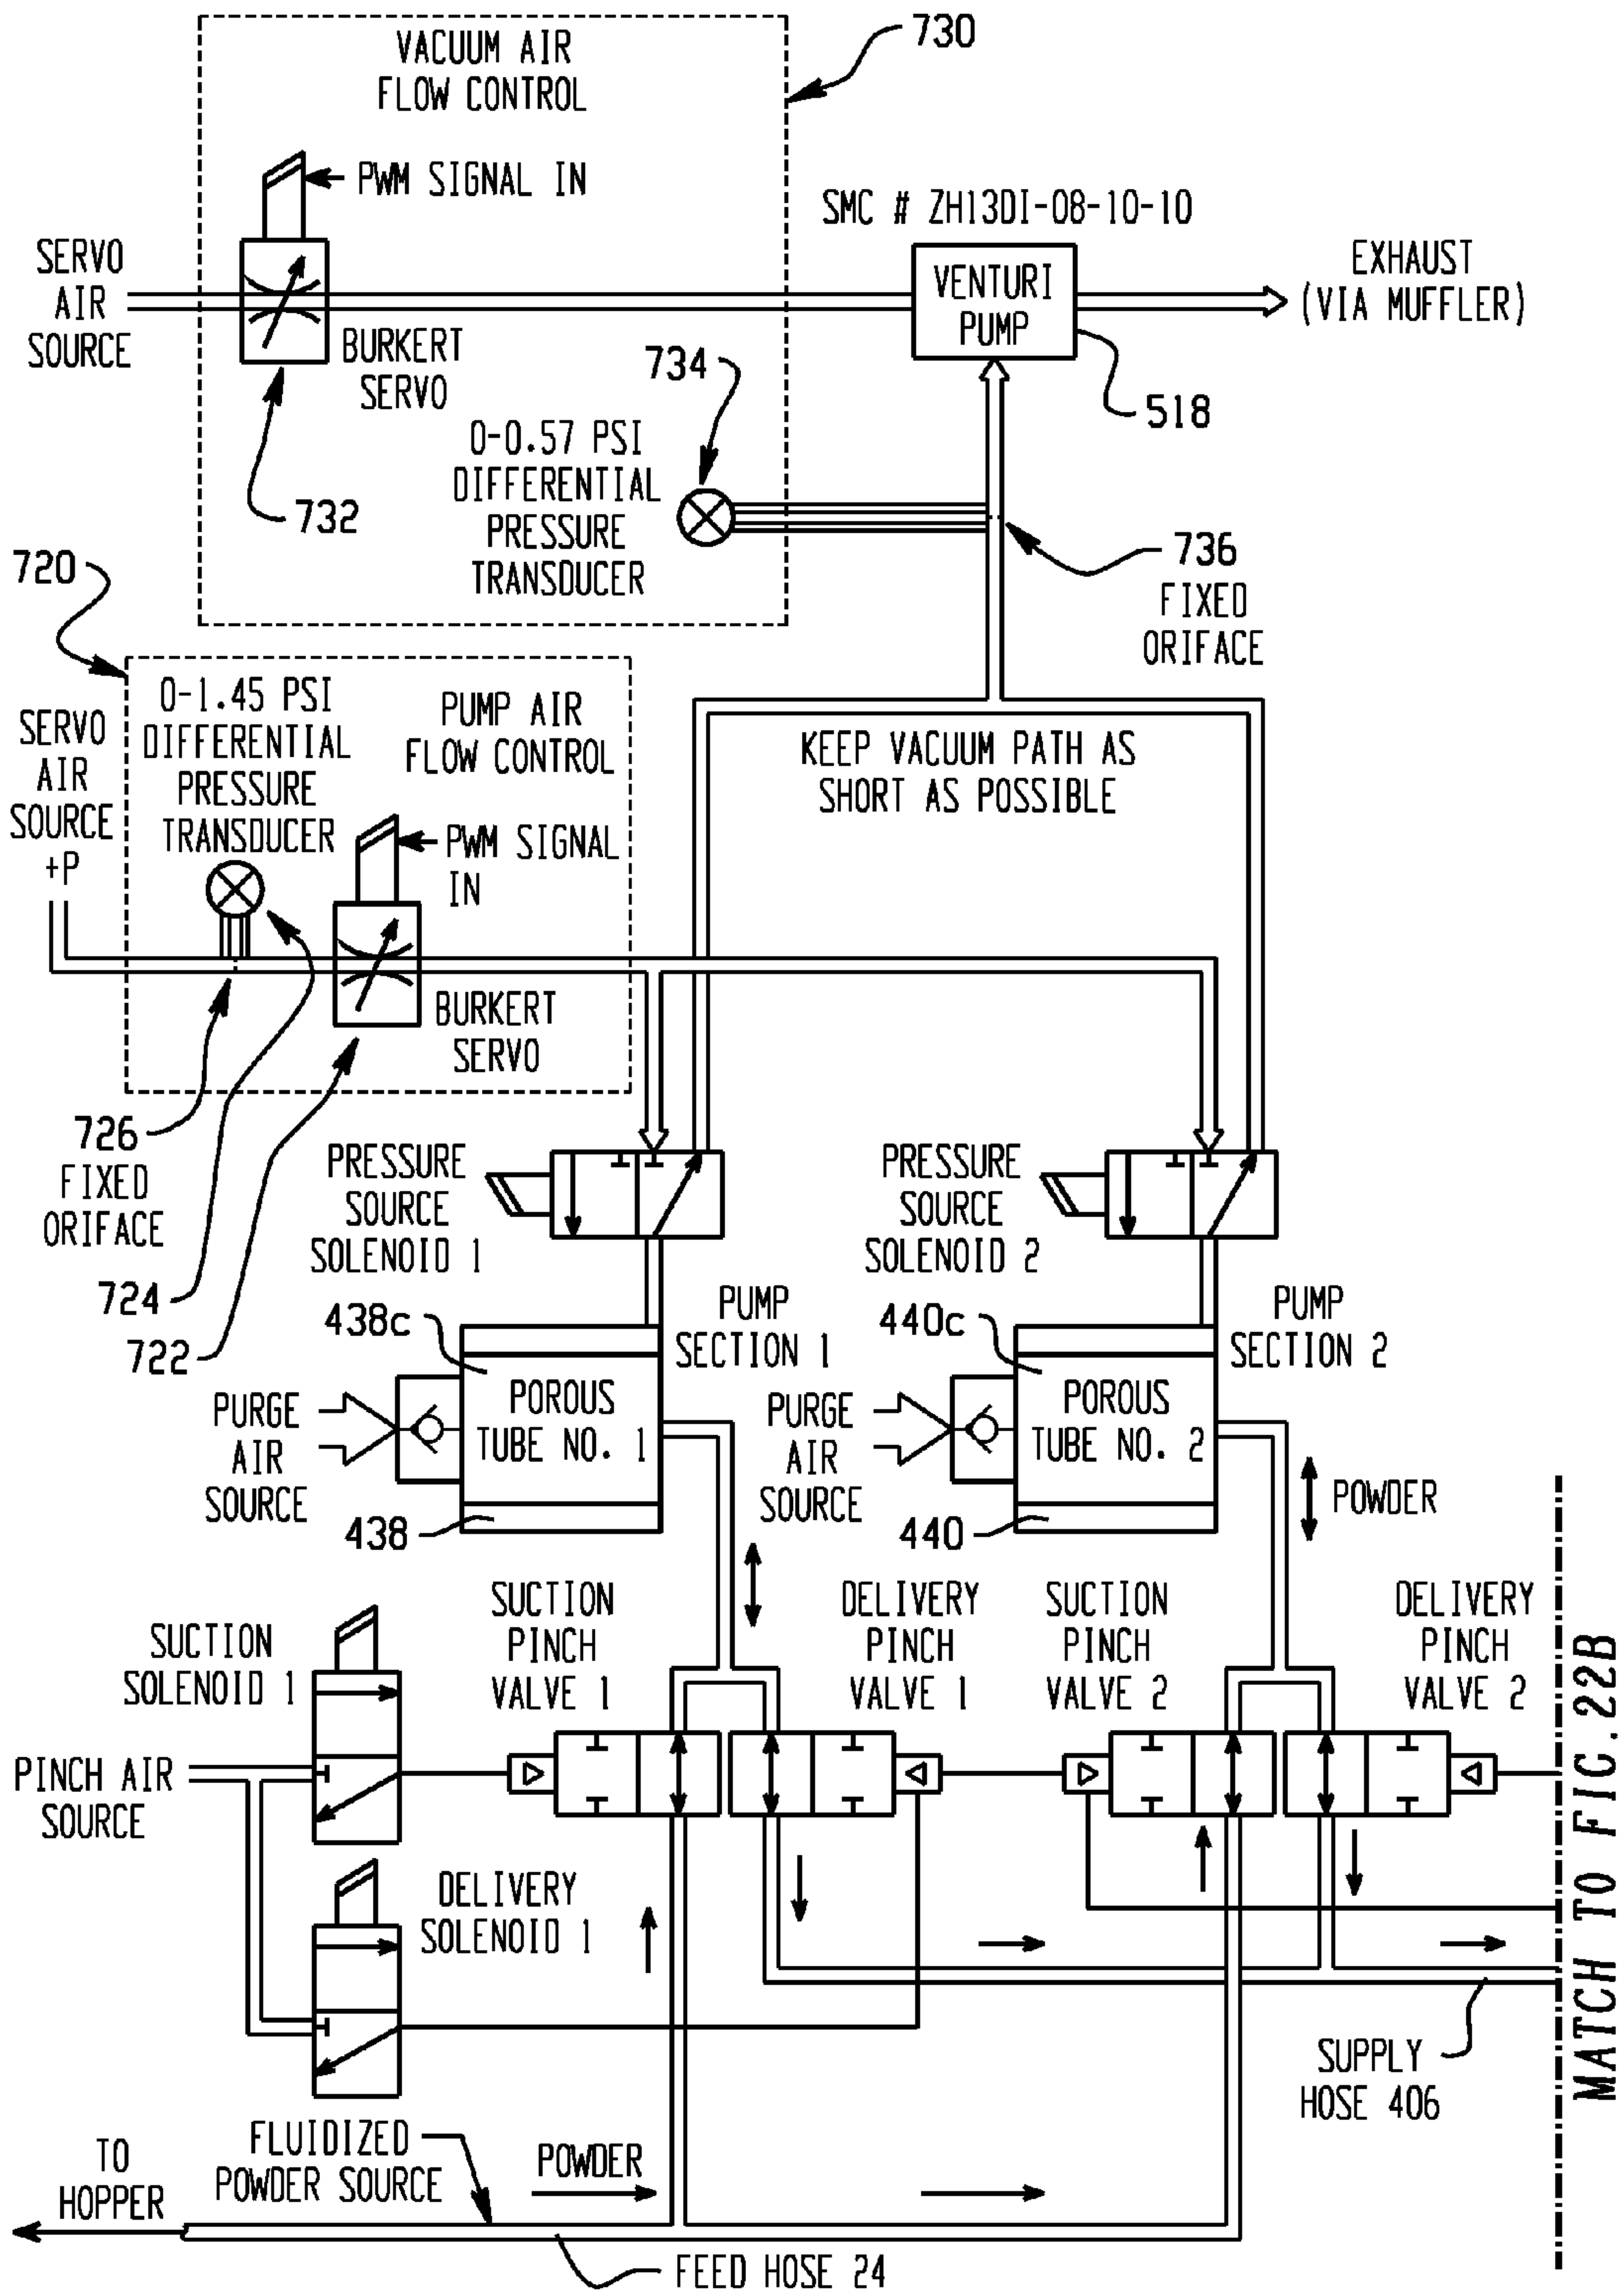 730
VACUUM AIR
FLOW CONTROL
PWM SIGNAL IN
SMC # ZH13DI-08-10-10
SERVO
AIR
SOURCE
BURKERT
SERVO
732
VENTURI
PUMP
EXHAUST
(VIA MUFFLER)
518
734
0-0.57 PSI
DIFFERENTIAL
PRESSURE
TRANSDUCER
736
FIXED
ORIFACE
720
SERVO
AIR
SOURCE
+P
0-1.45 PSI
DIFFERENTIAL
PRESSURE
TRANSDUCER
PUMP AIR
FLOW CONTROL
PWM SIGNAL
IN
BURKERT
SERVO
KEEP VACUUM PATH AS
SHORT AS POSSIBLE
726
FIXED
ORIFACE
724
722
PRESSURE
SOURCE
SOLENOID 1
PRESSURE
SOURCE
SOLENOID 2
438c
PUMP
SECTION 1
440c
PUMP
SECTION 2
PURGE
AIR
SOURCE
POROUS
TUBE NO. 1
438
PURGE
AIR
SOURCE
POROUS
TUBE NO. 2
440
POWDER
SUCTION
SOLENOID 1
SUCTION
PINCH
VALVE 1
DELIVERY
PINCH
VALVE 1
SUCTION
PINCH
VALVE 2
DELIVERY
PINCH
VALVE 2
PINCH AIR
SOURCE
DELIVERY
SOLENOID 1
SUPPLY
HOSE 406
MATCH TO FIG.22B
TO
HOPPER
FLUIDIZED
POWDER SOURCE
POWDER
FEED HOSE 24